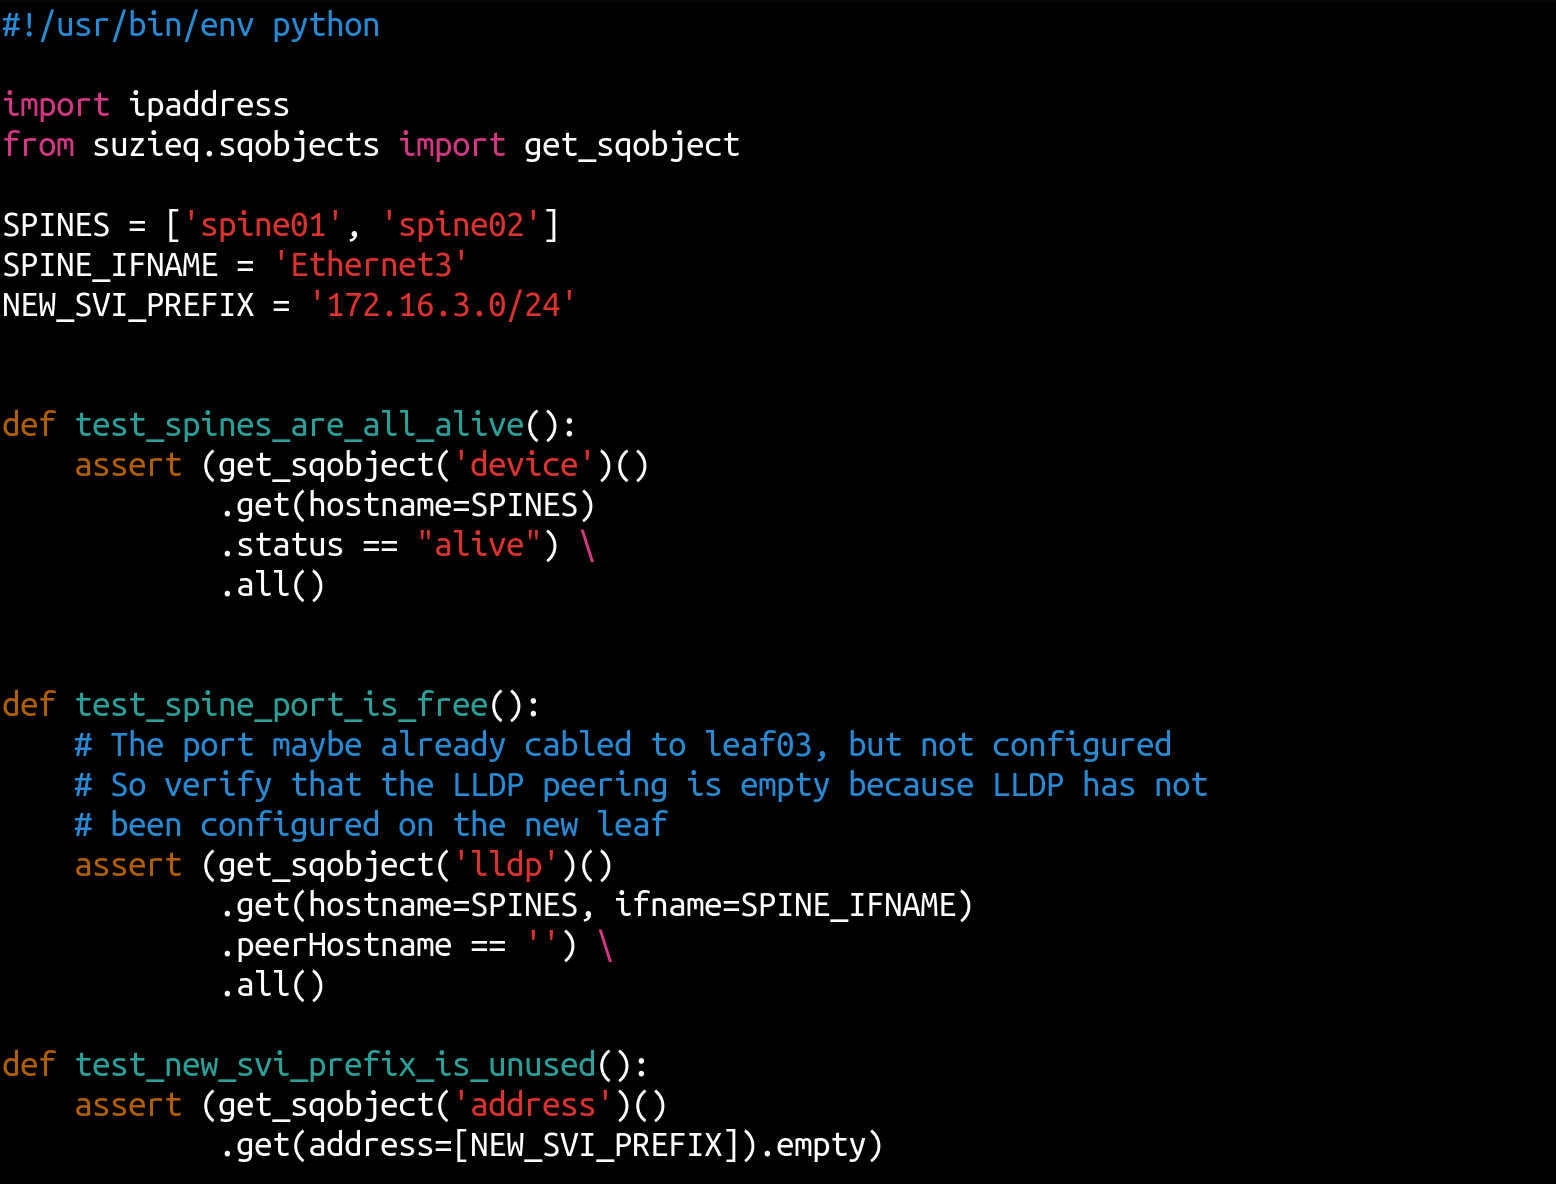 #!/usr/bin/env python
import ipaddress
from suzieq.sqobjects import get_sqobject
SPINES = ['spine01', 'spine02']
SPINE_IFNAME = 'Ethernet3'
NEW_SVI_PREFIX = '172.16.3.0/24'
def test_spines_are_all_alive():
    assert (get_sqobject('device')()
            .get(hostname=SPINES)
            .status == "alive") \
            .all()
def test_spine_port_is_free():
    # The port maybe already cabled to leaf03, but not configured
    # So verify that the LLDP peering is empty because LLDP has not
    # been configured on the new leaf
    assert (get_sqobject('lldp')()
            .get(hostname=SPINES, ifname=SPINE_IFNAME)
            .peerHostname == '') \
            .all()
def test_new_svi_prefix_is_unused():
    assert (get_sqobject('address')()
            .get(address=[NEW_SVI_PREFIX]).empty)